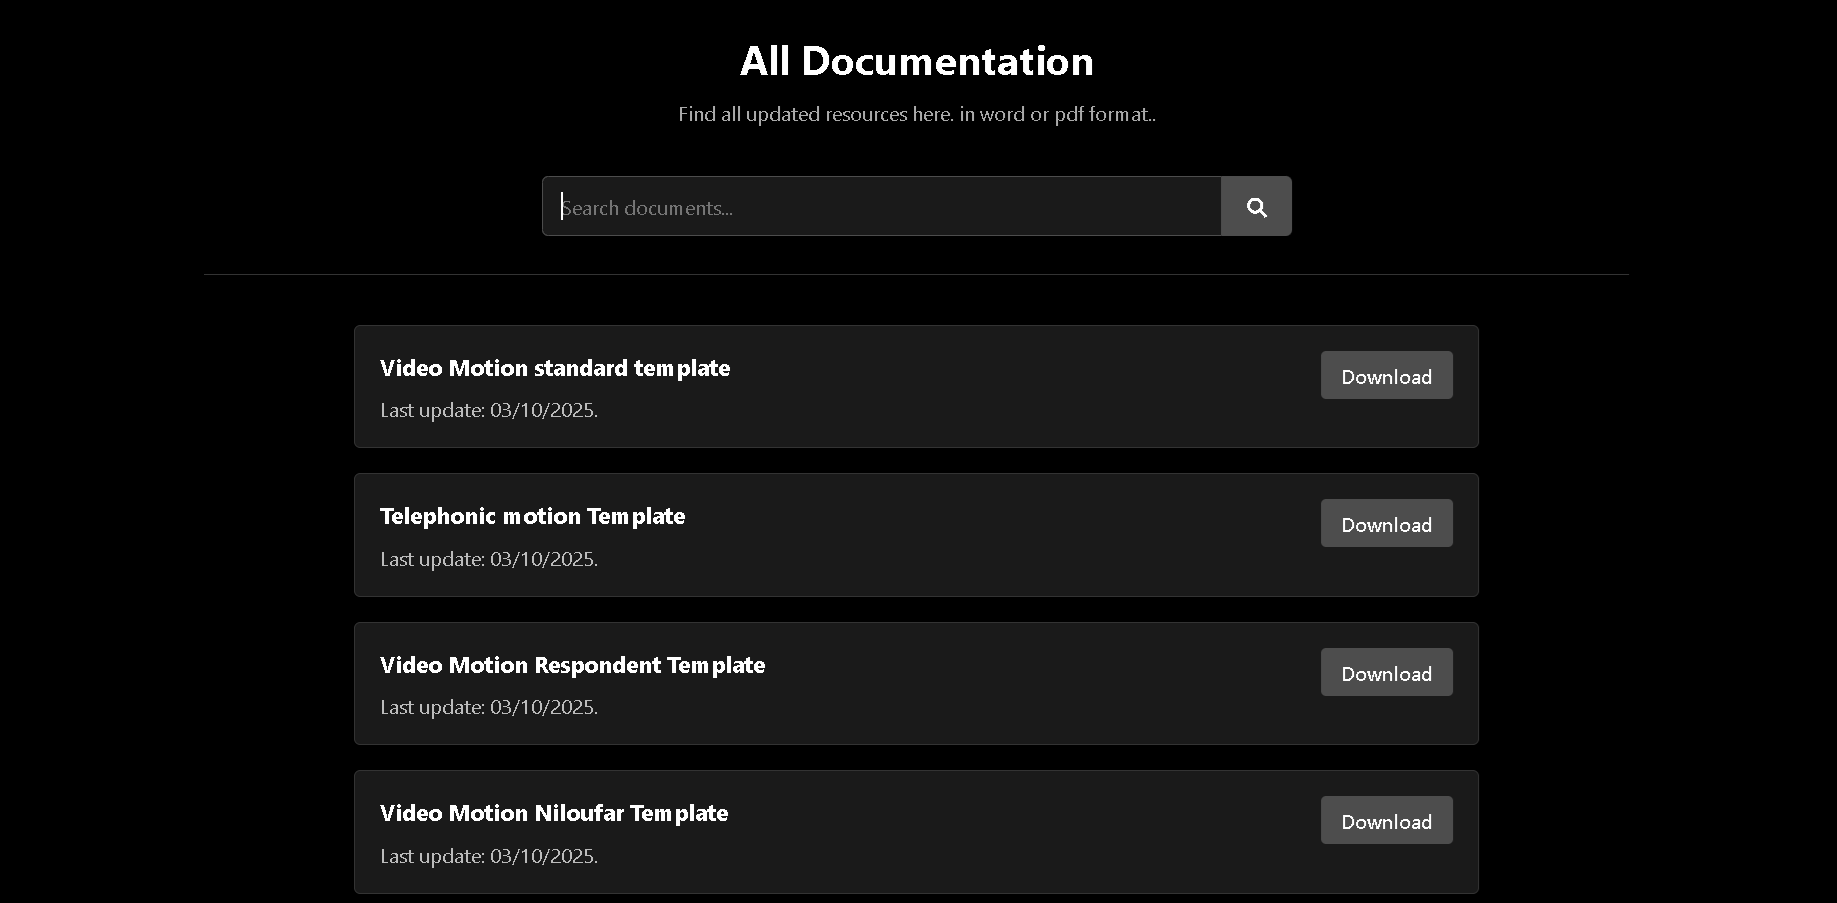 All Documentation
Find all updated resources here. in word or pdf format..
Search documents...
Video Motion standard template
Download
Last update: 03/10/2025.
Telephonic motion Template
Download
Last update: 03/10/2025.
Video Motion Respondent Template
Download
Last update: 03/10/2025.
Video Motion Niloufar Template
Download
Last update: 03/10/2025.